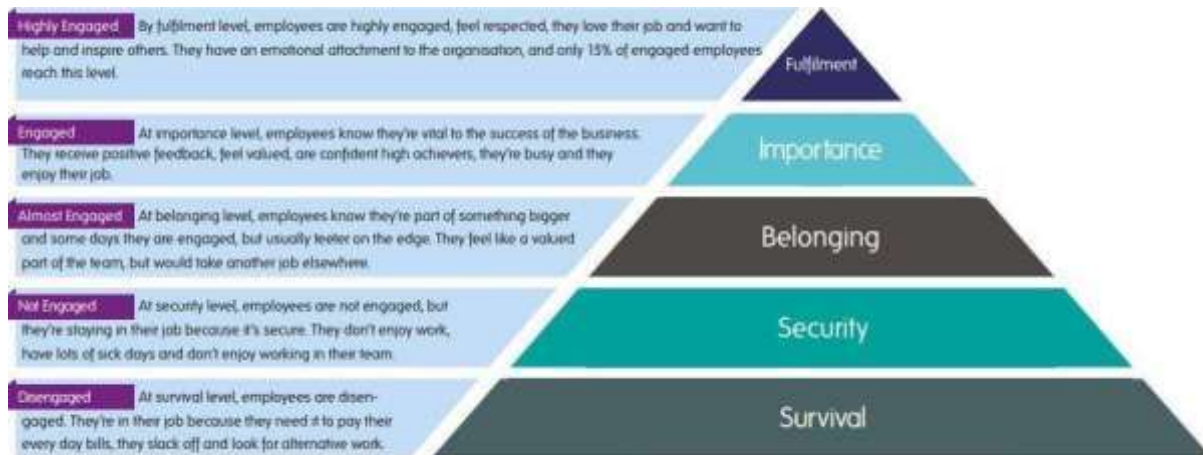 Highly Engaged By fulfilment level, employees are highly engaged, feel respected, they love their job and want to
help and inspire others. They have an emotional attachment to the organisation, and only 15% of engaged employees
reach this level.
Fulfilment
Engaged At importance level, employees know they're vital to the success of the business.
They receive positive feedback, feel valued, are confident high achievers, they're busy and they
enjoy their job.
Importance
Almost Engaged At belonging level, employees know they're part of something bigger
and some days they are engaged, but usually teeter on the edge. They feel like a valued
part of the team, but would take another job elsewhere.
Belonging
Not Engaged At security level, employees are not engaged, but
they're staying in their job because it's secure. They don't enjoy work,
have lots of sick days and don't enjoy working in their team.
Security
Disengaged At survival level, employees are disen-
gaged. They're in their job because they need it to pay their
every day bills, they slack off and look for alternative work.
Survival